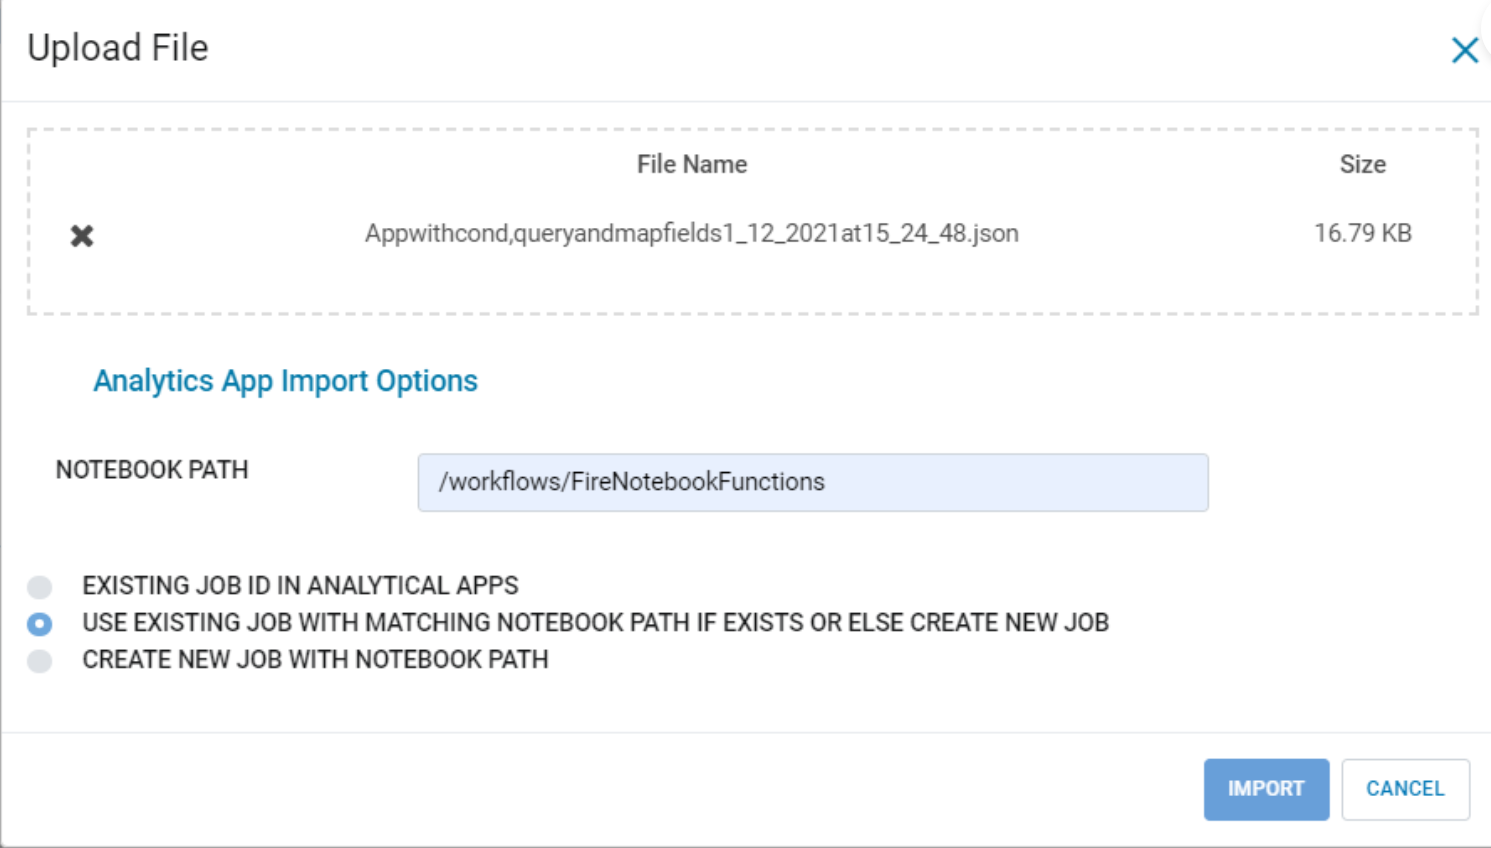 Upload File
File Name Size
Appwithcond,queryandmapfields1_12_2021at15_24_48.json 16.79 KB
Analytics App Import Options
NOTEBOOK PATH /workflows/FireNotebookFunctions
EXISTING JOB ID IN ANALYTICAL APPS
USE EXISTING JOB WITH MATCHING NOTEBOOK PATH IF EXISTS OR ELSE CREATE NEW JOB
CREATE NEW JOB WITH NOTEBOOK PATH
IMPORT CANCEL